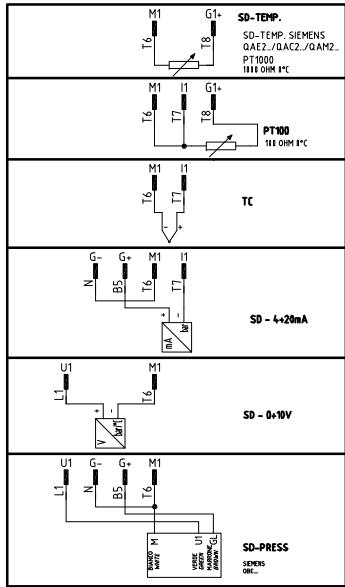 M1 G1+ SD-TEMP.
T6 T8
SD-TEMP. SIEMENS
QAE2../QAC2../QAM2..
PT1000
1000 OHM 0°C
M1 I1 G1+
T6 T7 T8
PT100
100 OHM 0°C
M1 I1
T6 T7
TC
- +
G- G+ M1 I1
N B5 T6 T7
+ -
mA bar
SD - 4÷20mA
U1 M1
L1 T6
+ -
V bar/°C
SD - 0÷10V
U1 G- G+ M1
L1 N B5 T6
M U1 GL
BIANCO
WHITE
VERDE
GREEN
MARRONE
BROWN
SD-PRESS
SIEMENS
QBE...